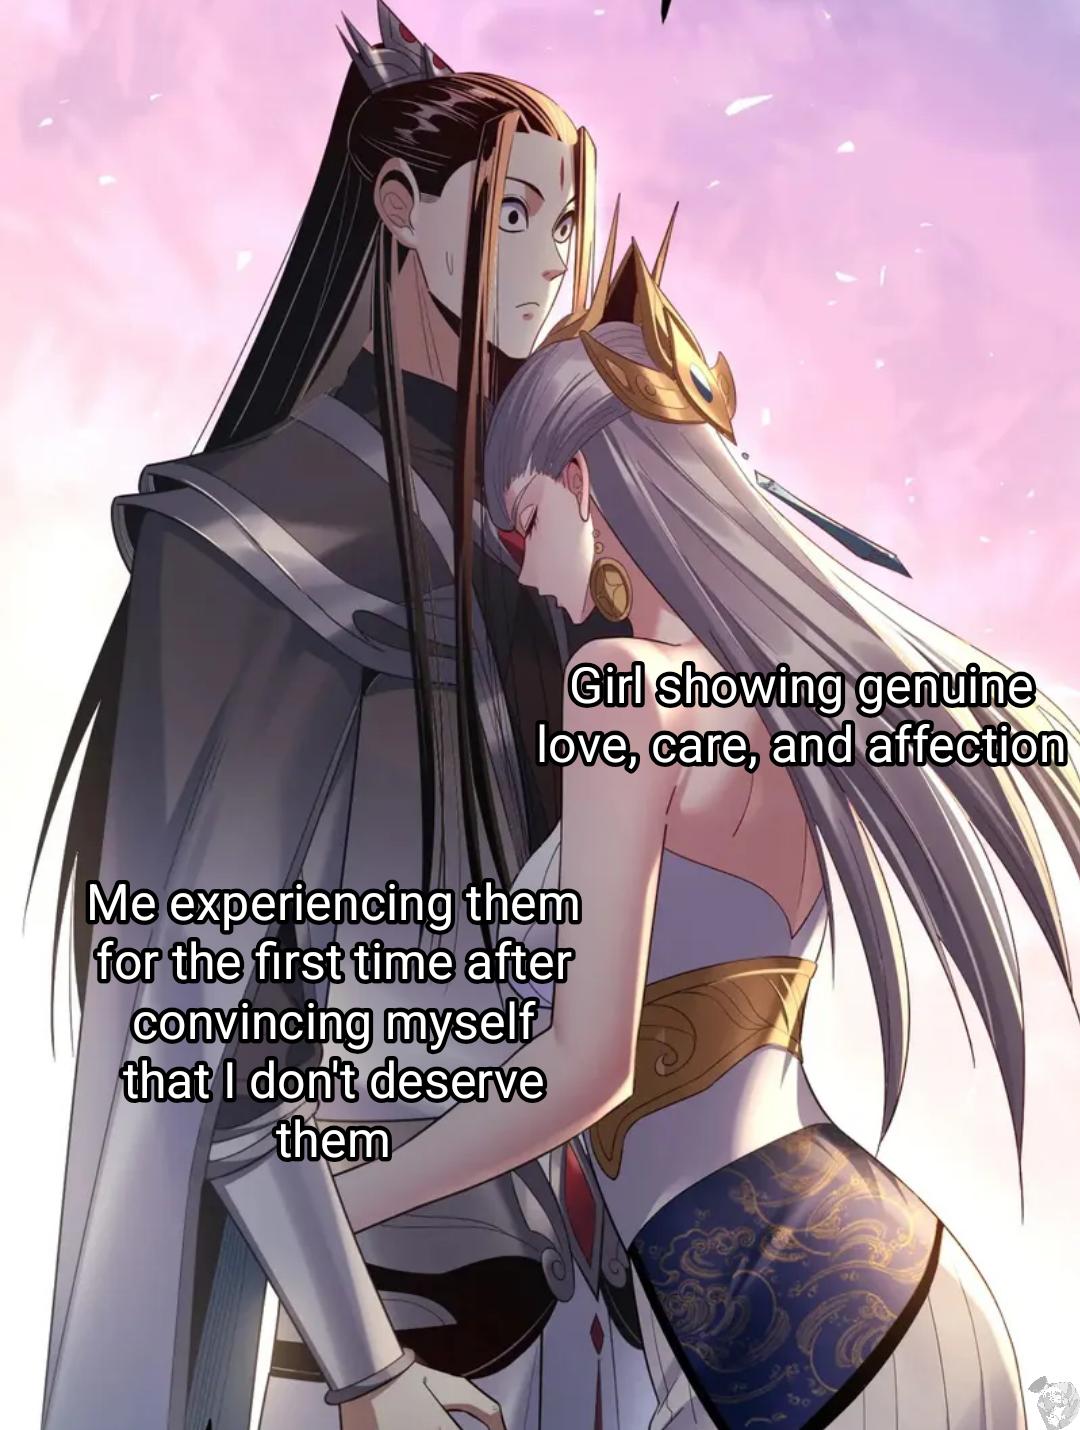 Girl showing genuine
love, care, and affection
Me experiencing them
for the first time after
convincing myself
that I don't deserve
them